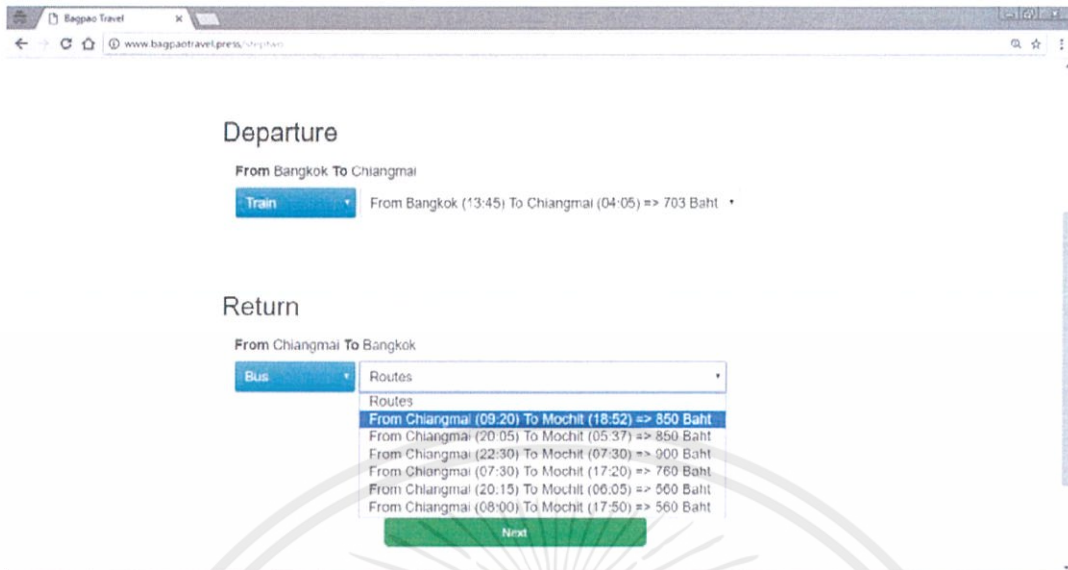 Bagpao Travel
www.bagpaotravel.press/steptwo
Departure
From Bangkok To Chiangmai
Train From Bangkok (13:45) To Chiangmai (04:05) => 703 Baht
Return
From Chiangmai To Bangkok
Bus Routes
Routes
From Chiangmai (09:20) To Mochit (18:52) => 850 Baht
From Chiangmai (20:05) To Mochit (05:37) => 850 Baht
From Chiangmai (22:30) To Mochit (07:30) => 900 Baht
From Chiangmai (07:30) To Mochit (17:20) => 760 Baht
From Chiangmai (20:15) To Mochit (06:05) => 560 Baht
From Chiangmai (08:00) To Mochit (17:50) => 560 Baht
Next